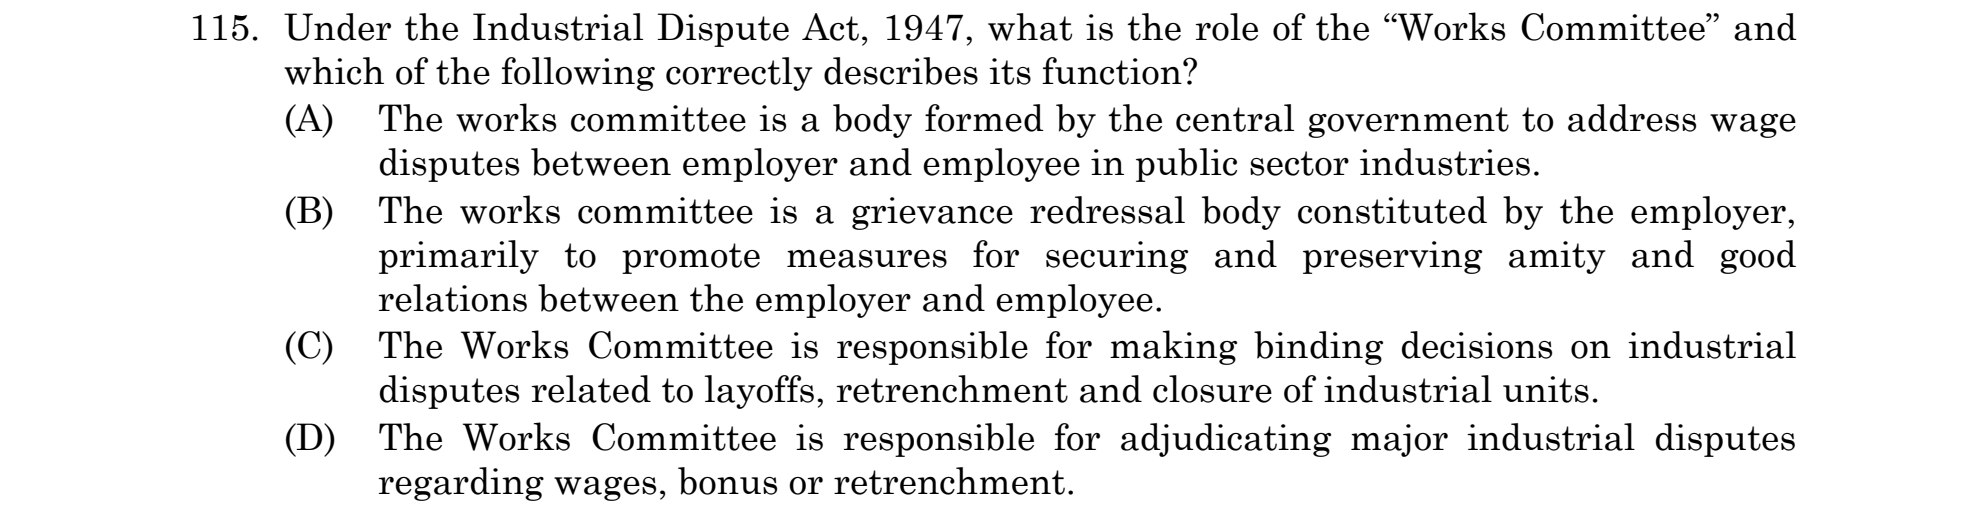 115. Under the Industrial Dispute Act, 1947, what is the role of the “Works Committee” and
which of the following correctly describes its function?
(A) The works committee is a body formed by the central government to address wage
disputes between employer and employee in public sector industries.
(B) The works committee is a grievance redressal body constituted by the employer,
primarily to promote measures for securing and preserving amity and good
relations between the employer and employee.
(C) The Works Committee is responsible for making binding decisions on industrial
disputes related to layoffs, retrenchment and closure of industrial units.
(D) The Works Committee is responsible for adjudicating major industrial disputes
regarding wages, bonus or retrenchment.